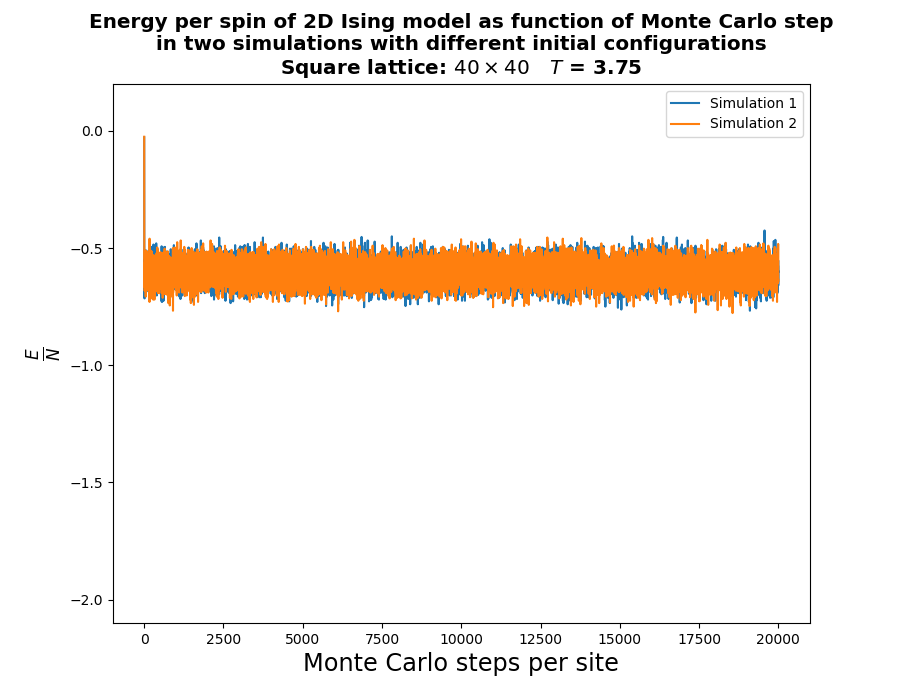 Energy per spin of 2D Ising model as function of Monte Carlo step
in two simulations with different initial configurations
Square lattice: 40 × 40 T = 3.75
Simulation 1
Simulation 2
0.0
−0.5
−1.0
−1.5
−2.0
E
N
0 2500 5000 7500 10000 12500 15000 17500 20000
Monte Carlo steps per site